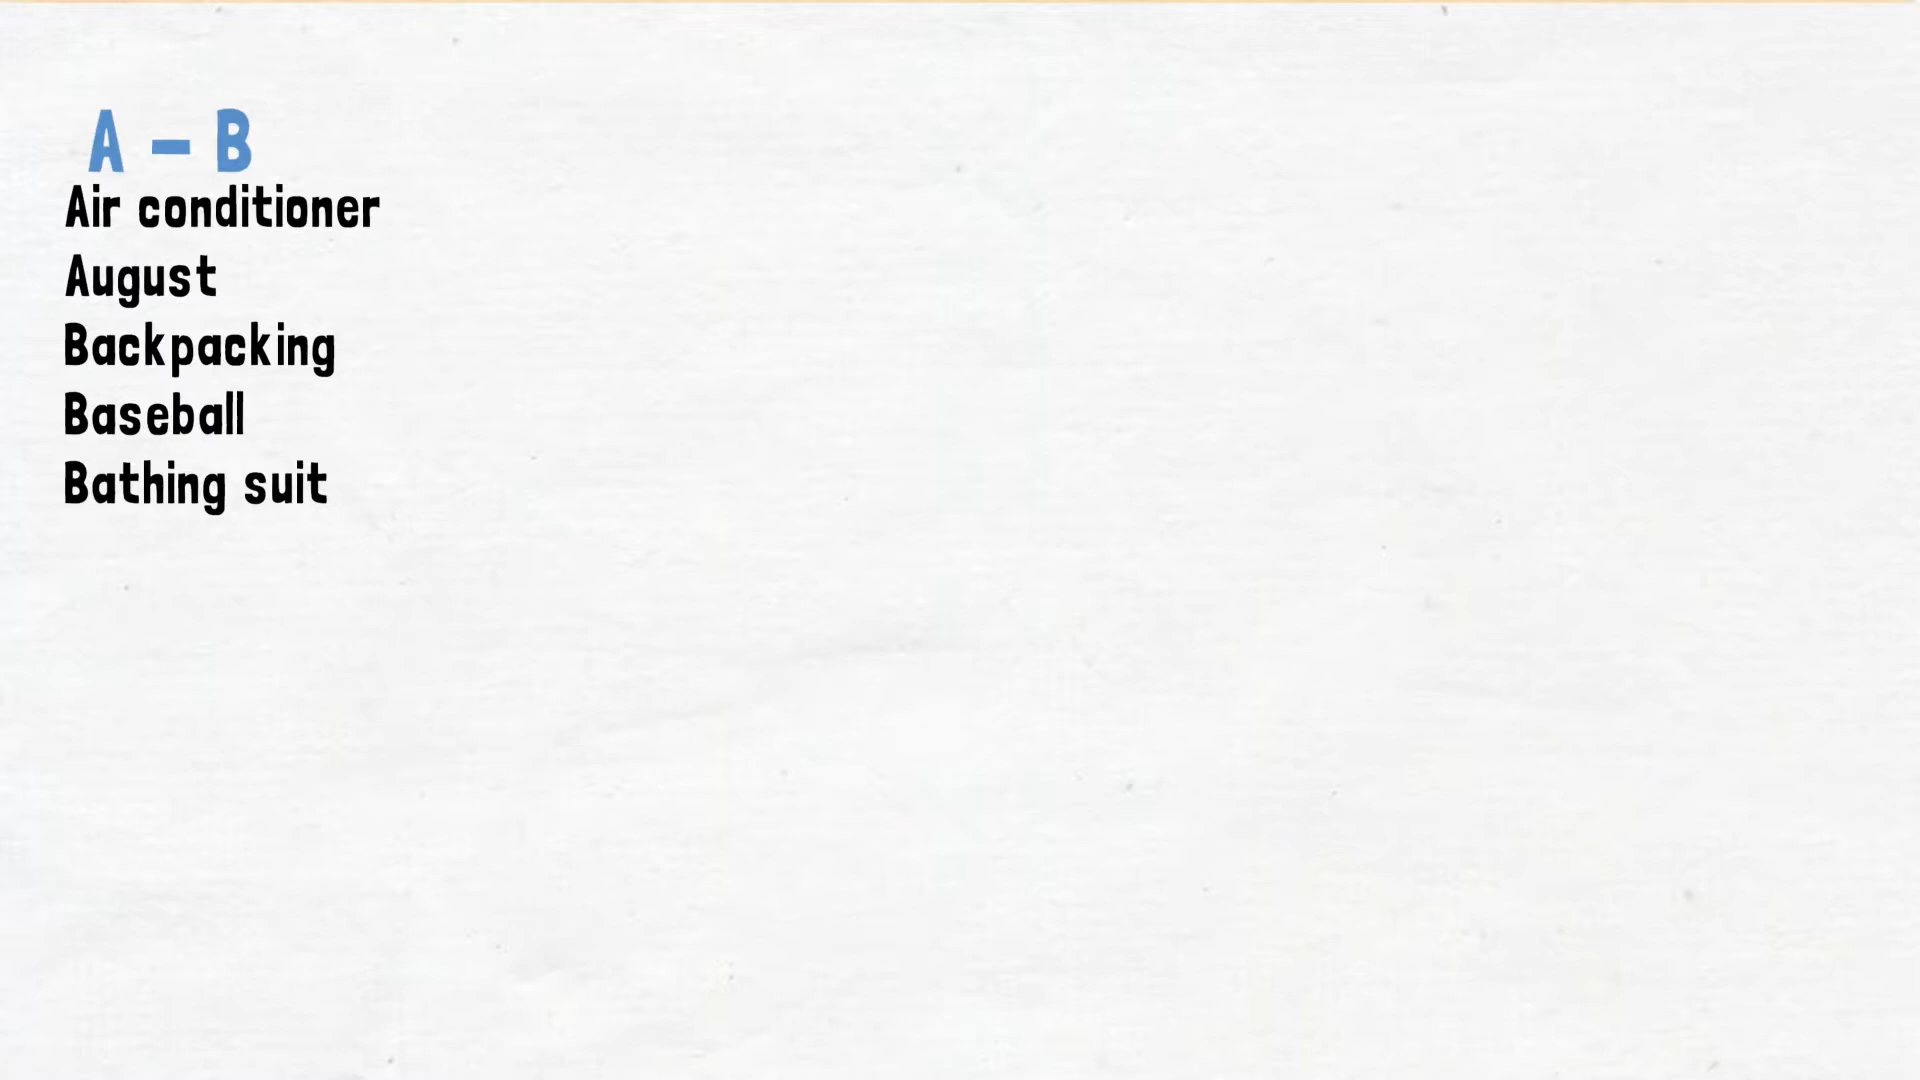 A – B
Air conditioner
August
Backpacking
Baseball
Bathing suit